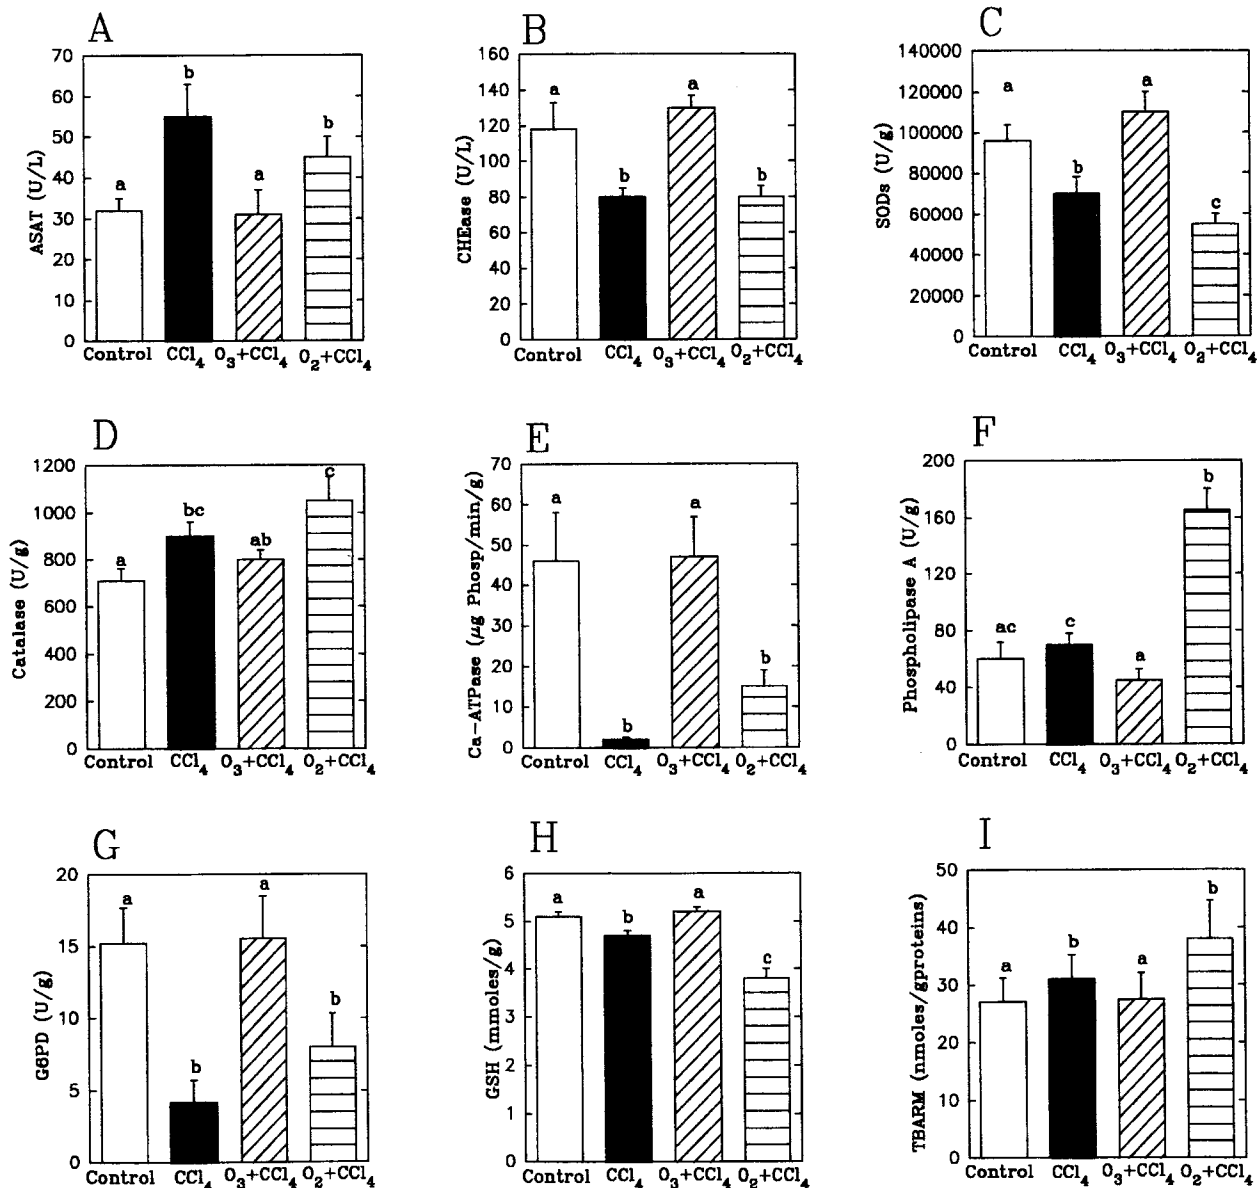 A
B
C
ASAT (U/L)
70
60
50
40
30
20
10
0
a
b
a
b
Control CCl4 O3+CCl4 O2+CCl4
CHEase (U/L)
160
140
120
100
80
60
40
20
0
a
b
a
b
Control CCl4 O3+CCl4 O2+CCl4
SODs (U/g)
140000
120000
100000
80000
60000
40000
20000
0
a
b
a
c
Control CCl4 O3+CCl4 O2+CCl4
D
E
F
Catalase (U/g)
1200
1000
800
600
400
200
0
a
bc
ab
c
Control CCl4 O3+CCl4 O2+CCl4
Ca-ATPase (µg Phosp/min/g)
70
60
50
40
30
20
10
0
a
b
a
b
Control CCl4 O3+CCl4 O2+CCl4
Phospholipase A (U/g)
200
160
120
80
40
0
ac
c
a
b
Control CCl4 O3+CCl4 O2+CCl4
G
H
I
G6PD (U/g)
20
15
10
5
0
a
b
a
b
Control CCl4 O3+CCl4 O2+CCl4
GSH (mmoles/g)
6
5
4
3
2
1
0
a
b
a
c
Control CCl4 O3+CCl4 O2+CCl4
TBARM (nmoles/gproteins)
50
40
30
20
10
0
a
b
a
b
Control CCl4 O3+CCl4 O2+CCl4